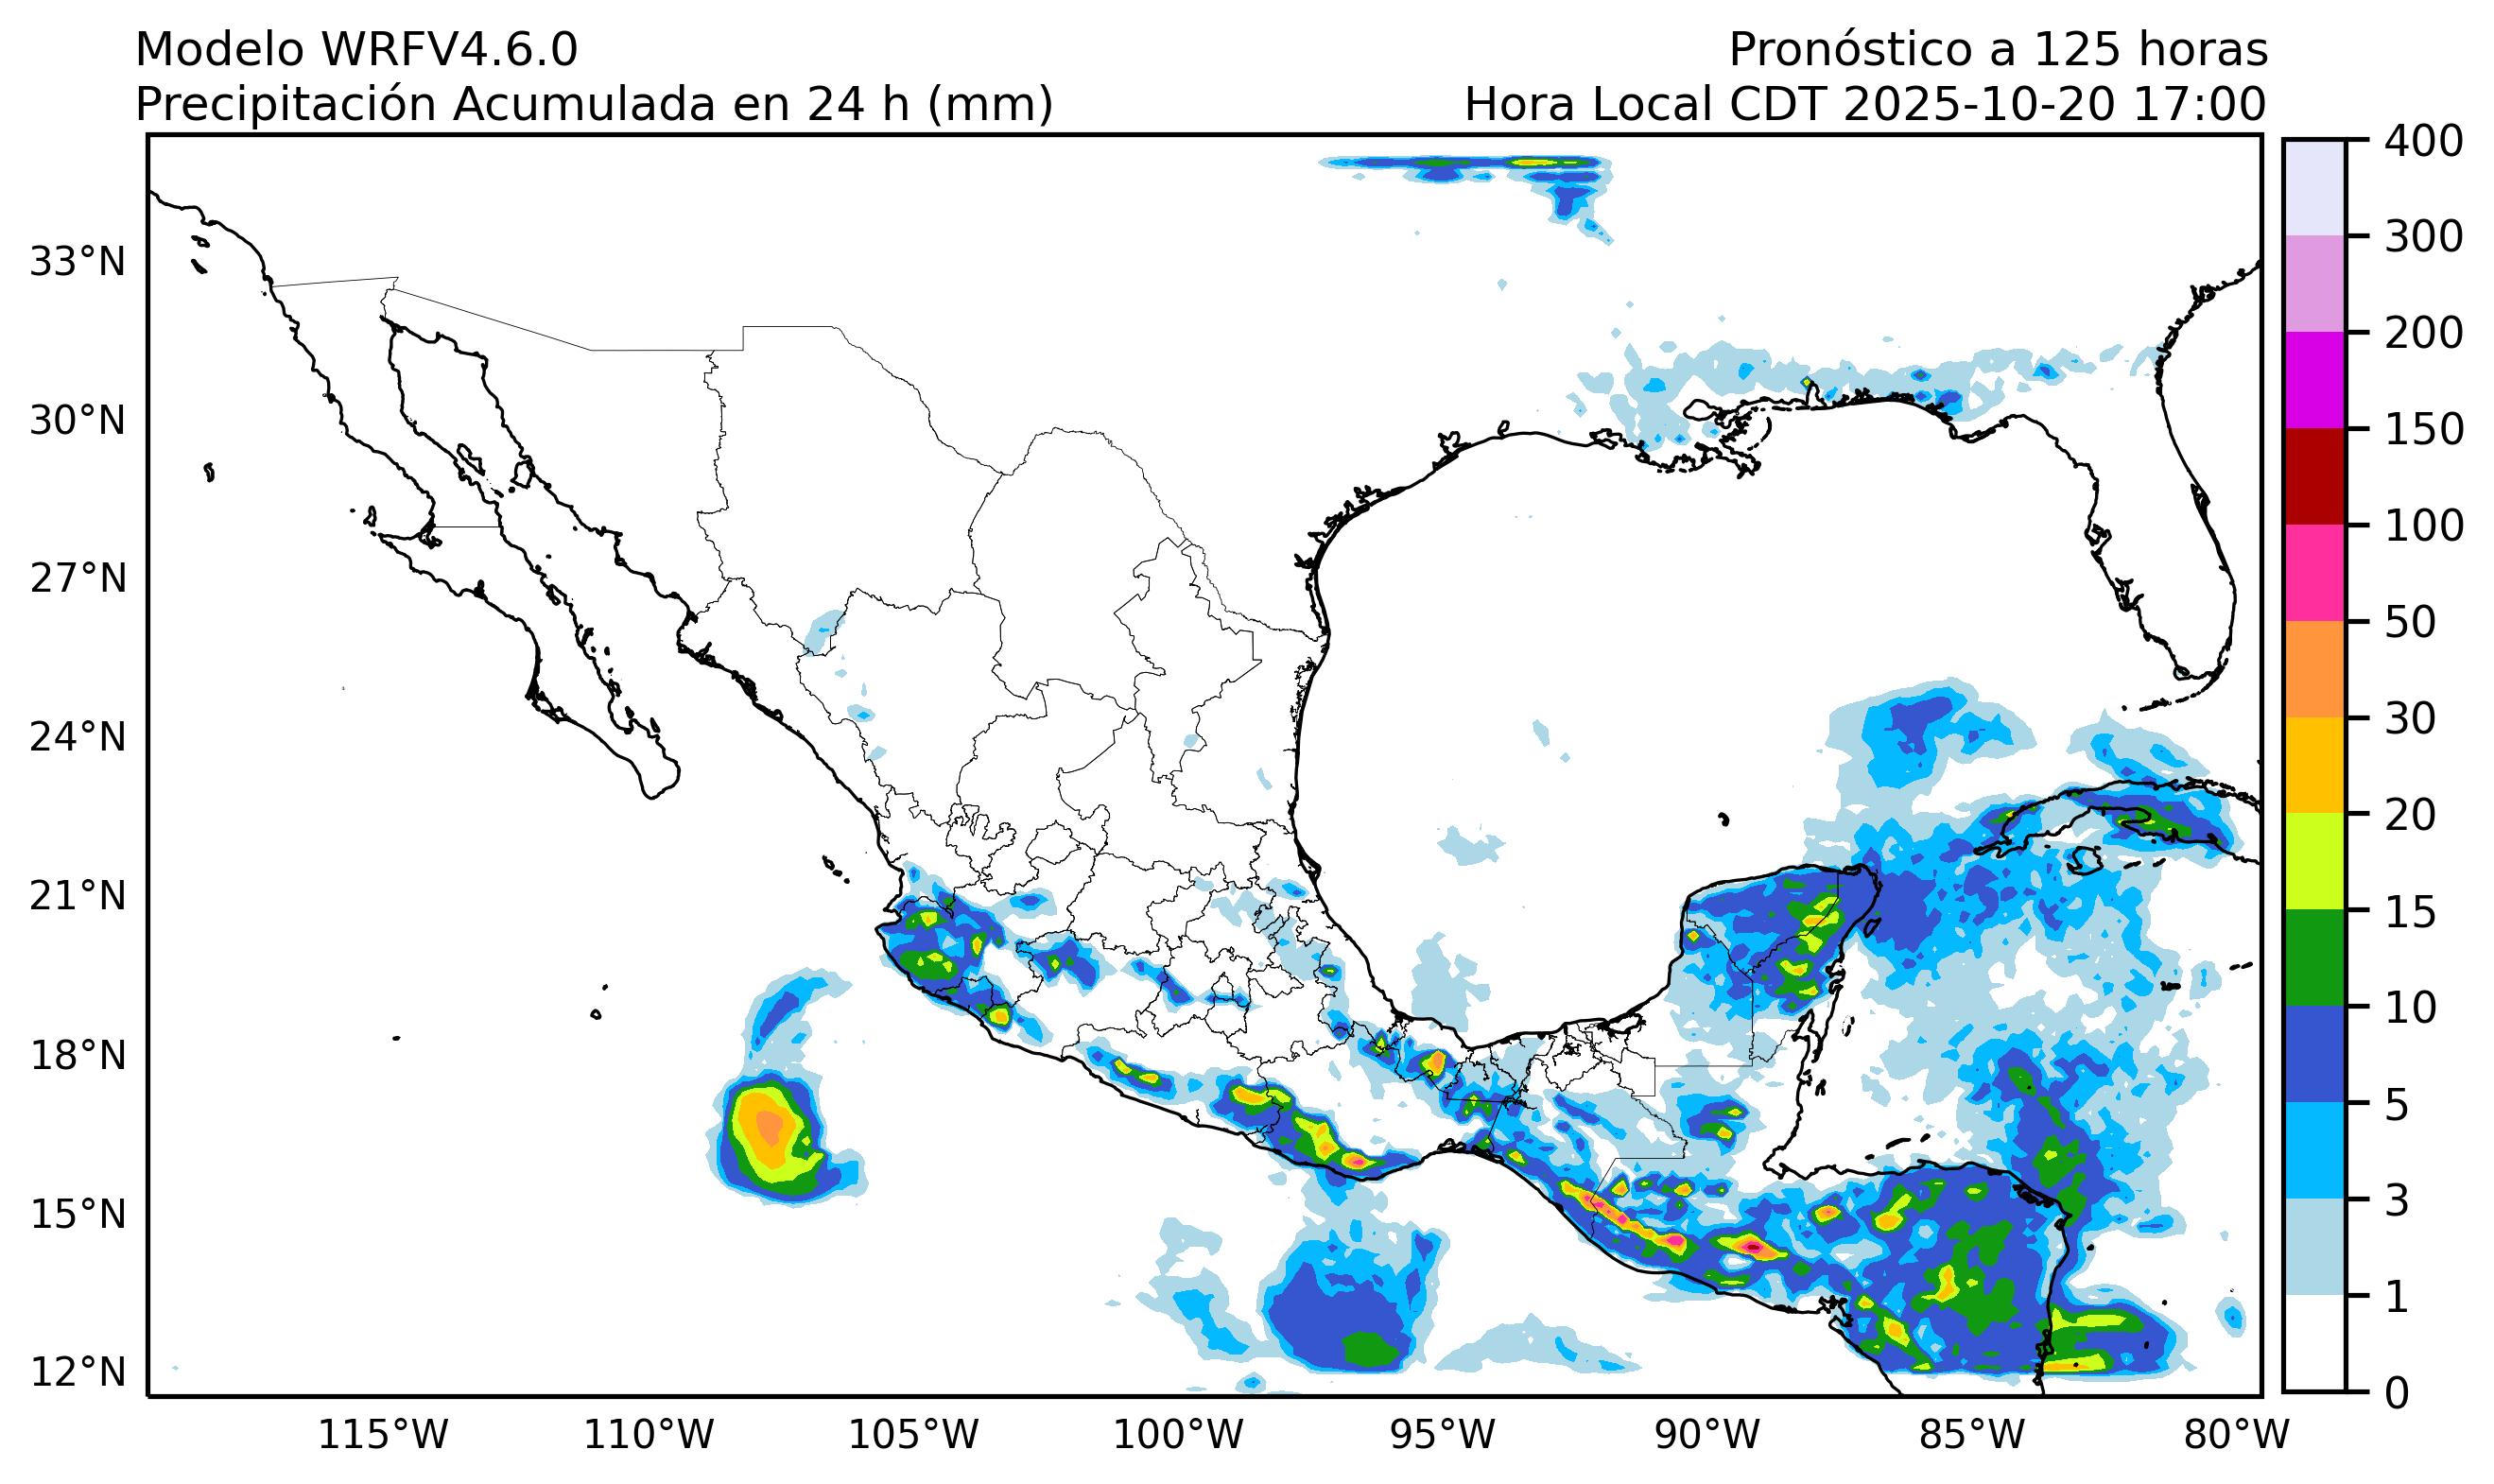 Modelo WRFV4.6.0
Pronóstico a 125 horas
Precipitación Acumulada en 24 h (mm)
Hora Local CDT 2025-10-20 17:00
33°N
30°N
27°N
24°N
21°N
18°N
15°N
12°N
115°W
110°W
105°W
100°W
95°W
90°W
85°W
80°W
400
300
200
150
100
50
30
20
15
10
5
3
1
0